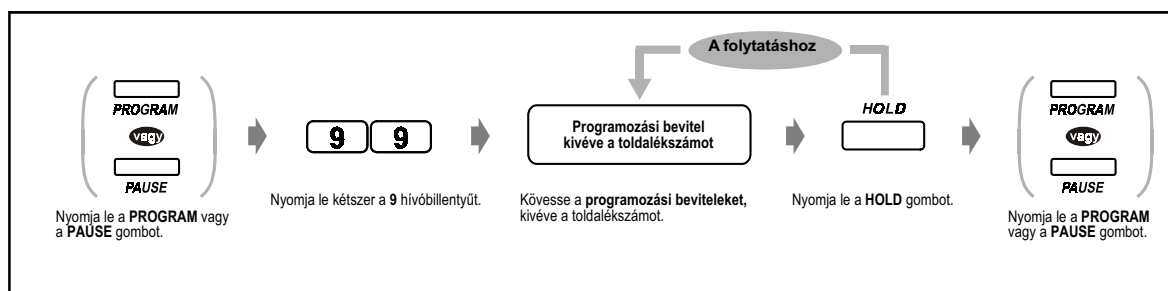 A folytatáshoz
PROGRAM
vagy
PAUSE
Nyomja le a PROGRAM vagy
a PAUSE gombot.
9 9
Nyomja le kétszer a 9 hívóbillentyűt.
Programozási bevitel
kivéve a toldalékszámot
Kövesse a programozási beviteleket,
kivéve a toldalékszámot.
HOLD
Nyomja le a HOLD gombot.
PROGRAM
vagy
PAUSE
Nyomja le a PROGRAM
vagy a PAUSE gombot.